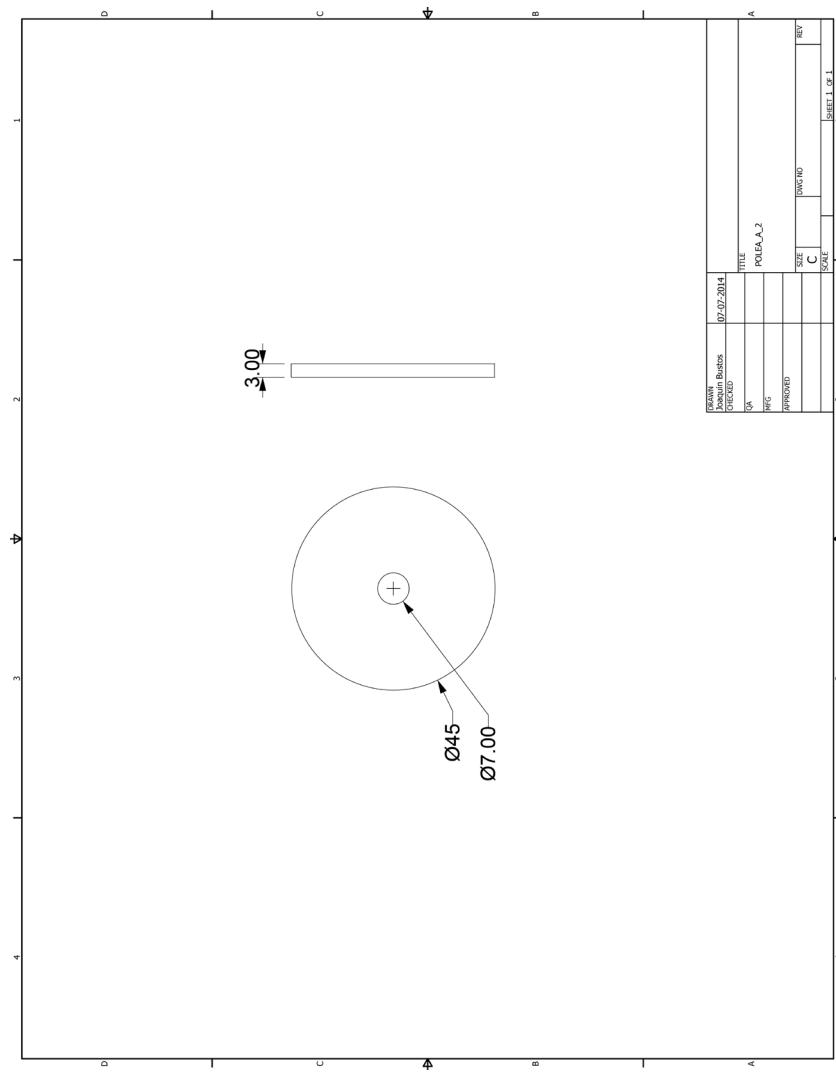 D
C
B
A
1
2
3
4
D
C
B
A
3.00
Ø45
Ø7.00
DRAWN
Joaquin Bustos
07-07-2014
CHECKED
QA
MFG
APPROVED
TITLE
POLEA_A_2
SIZE
C
DWG NO
REV
SCALE
SHEET 1 OF 1